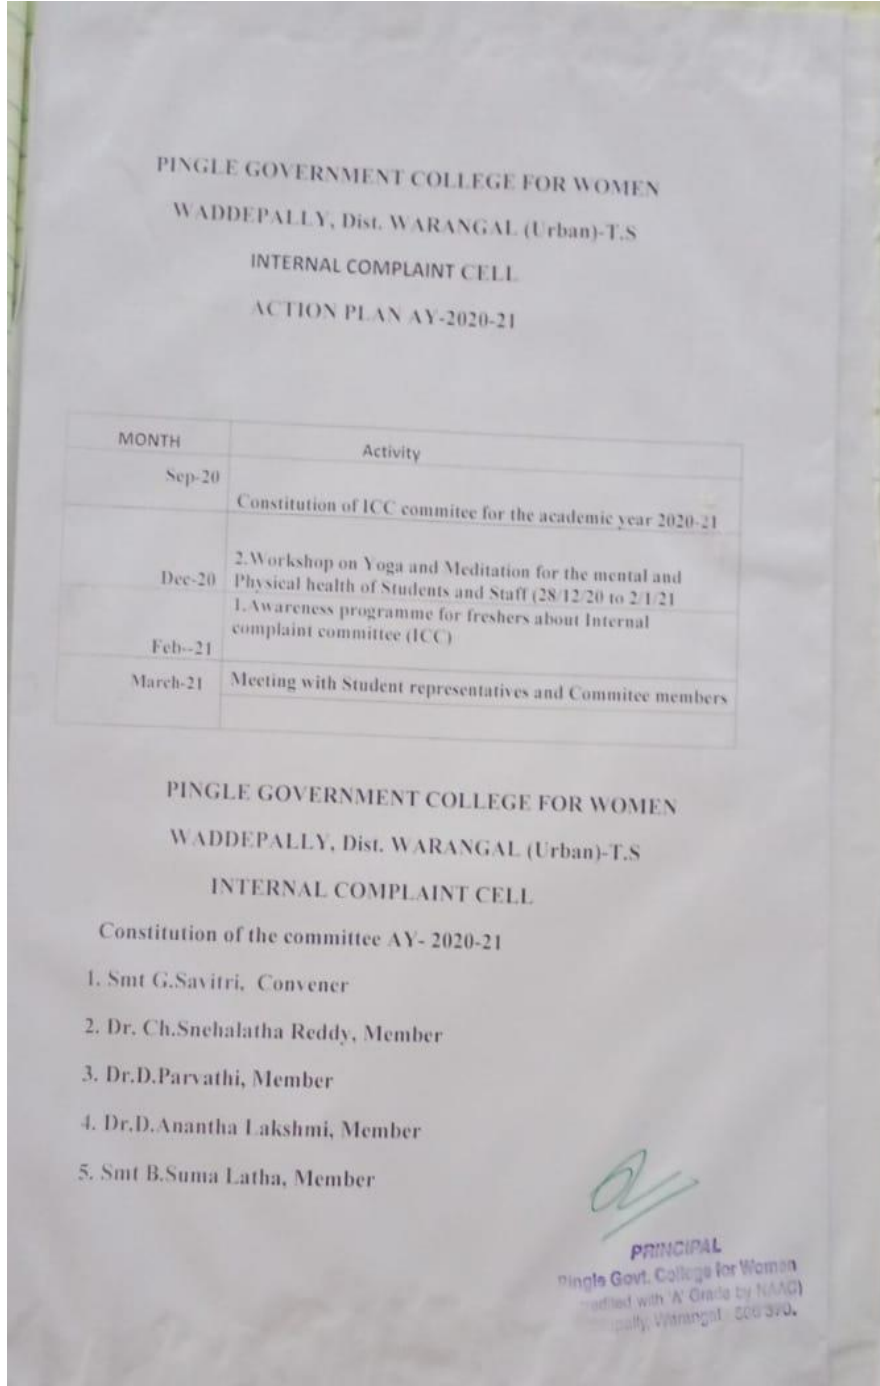 PINGLE GOVERNMENT COLLEGE FOR WOMEN
WADDEPALLY, Dist. WARANGAL (Urban)-T.S
INTERNAL COMPLAINT CELL
ACTION PLAN AY-2020-21
MONTH Activity
Sep-20
Constitution of ICC commitee for the academic year 2020-21
2.Workshop on Yoga and Meditation for the mental and
Dec-20 Physical health of Students and Staff (28/12/20 to 2/1/21
1.Awareness programme for freshers about Internal
complaint committee (ICC)
Feb--21
March-21 Meeting with Student representatives and Commitee members
PINGLE GOVERNMENT COLLEGE FOR WOMEN
WADDEPALLY, Dist. WARANGAL (Urban)-T.S
INTERNAL COMPLAINT CELL
Constitution of the committee AY- 2020-21
1. Smt G.Savitri, Convener
2. Dr. Ch.Snehalatha Reddy, Member
3. Dr.D.Parvathi, Member
4. Dr.D.Anantha Lakshmi, Member
5. Smt B.Suma Latha, Member
PRINCIPAL
Pingle Govt. College for Women
with 'A' Grade by NAAC)
Warangal